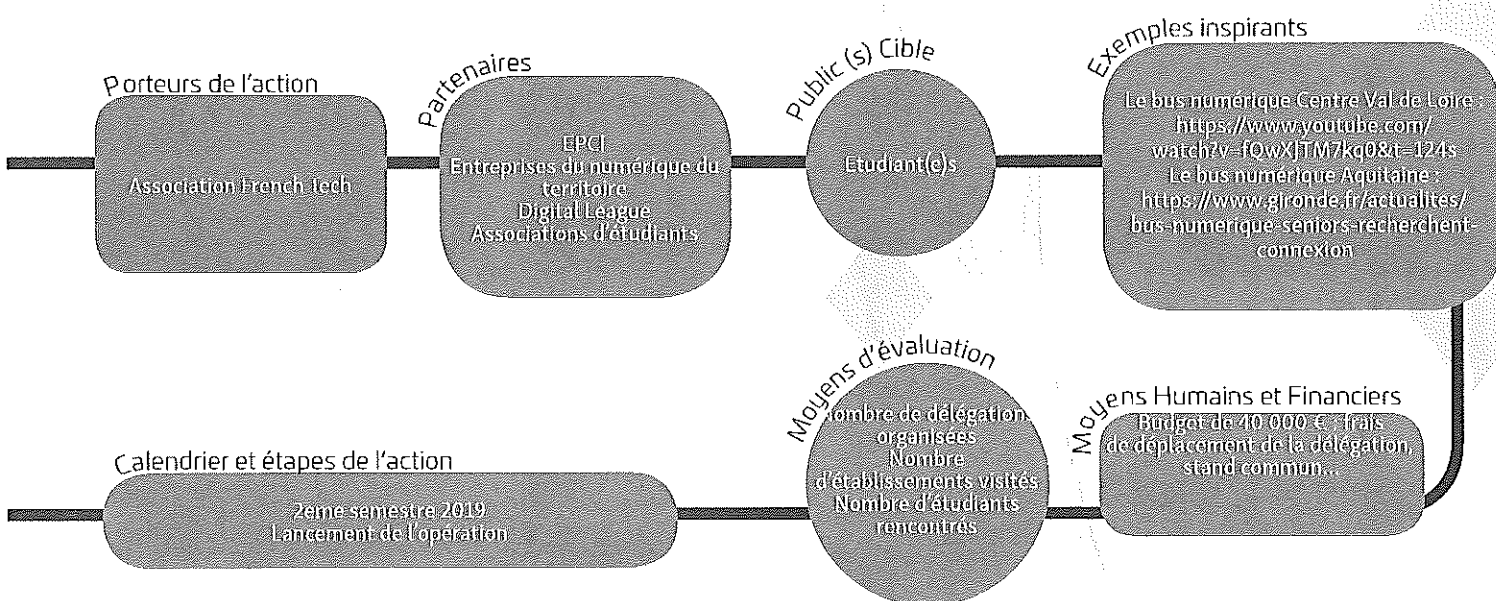 Porteurs de l'action
Association French Tech
Partenaires
EPCI
Entreprises du numérique du
territoire
Digital League
Associations d'étudiants
Public (s) Cible
Etudiant(e)s
Exemples inspirants
Le bus numérique Centre Val de Loire :
https://www.youtube.com/
watch?v=fQwXJTM7kq0&t=124s
Le bus numérique Aquitaine :
https://www.gironde.fr/actualites/
bus-numerique-seniors-recherchent-
connexion
Moyens Humains et Financiers
Budget de 40 000 € : frais
de déplacement de la délégation,
stand commun...
Moyens d'évaluation
Nombre de délégations
organisées
Nombre
d'établissements visités
Nombre d'étudiants
rencontrés
Calendrier et étapes de l'action
2eme semestre 2019
Lancement de l'opération